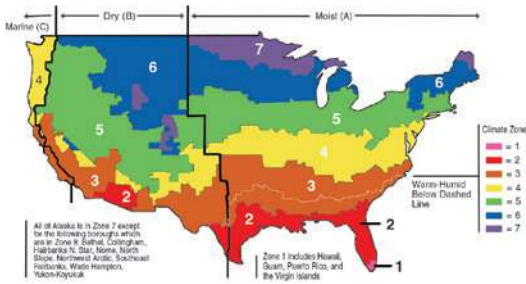 Dry (B)
Moist (A)
Marine (C)
7
6
6
4
5
5
4
3
3
2
2
2
1
Climate Zone
= 1
= 2
= 3
= 4
= 5
= 6
= 7
Warm-Humid
Below Dashed
Line
All of Alaska is in Zone 7 except
for the following boroughs which
are in Zone 8: Bethel, Dellingham,
Fairbanks N. Star, Nome, North
Slope, Northwest Arctic, Southeast
Fairbanks, Wade Hampton,
Yukon-Koyukuk
Zone 1 includes Hawaii,
Guam, Puerto Rico, and
the Virgin Islands